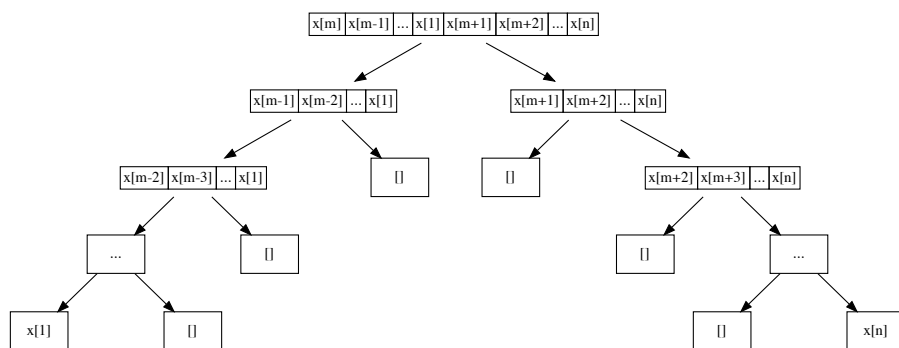 x[m] x[m-1] ... x[1] x[m+1] x[m+2] ... x[n]
x[m-1] x[m-2] ... x[1]
x[m+1] x[m+2] ... x[n]
[]
[]
x[m-2] x[m-3] ... x[1]
x[m+2] x[m+3] ... x[n]
...
[]
[]
...
x[1]
[]
[]
x[n]